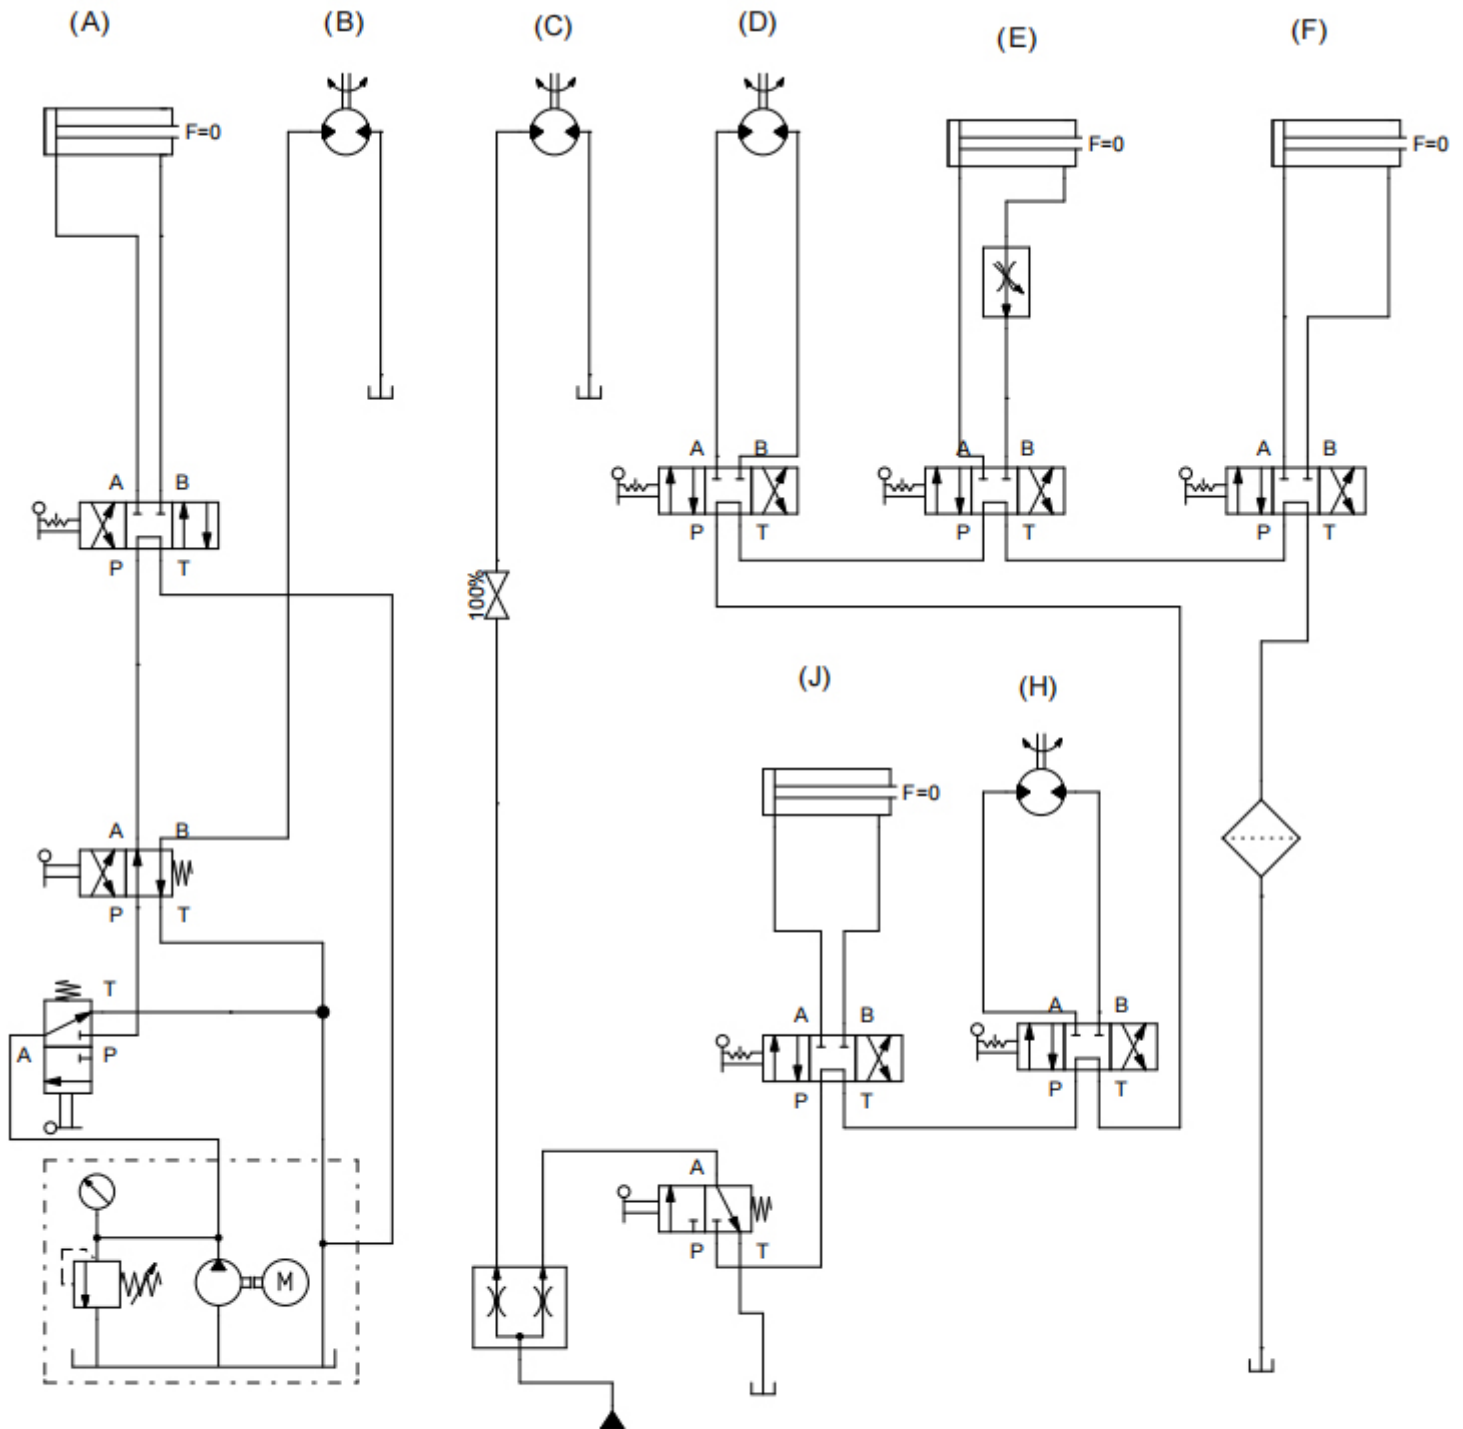 (A) (B) (C) (D) (E) (F)
F=0 F=0 F=0
A B A B A B
A B
P T P T P T
P T
100%
(J) (H)
F=0
A B
P T
T
A P
A B A B
P T P T
A
P T
M